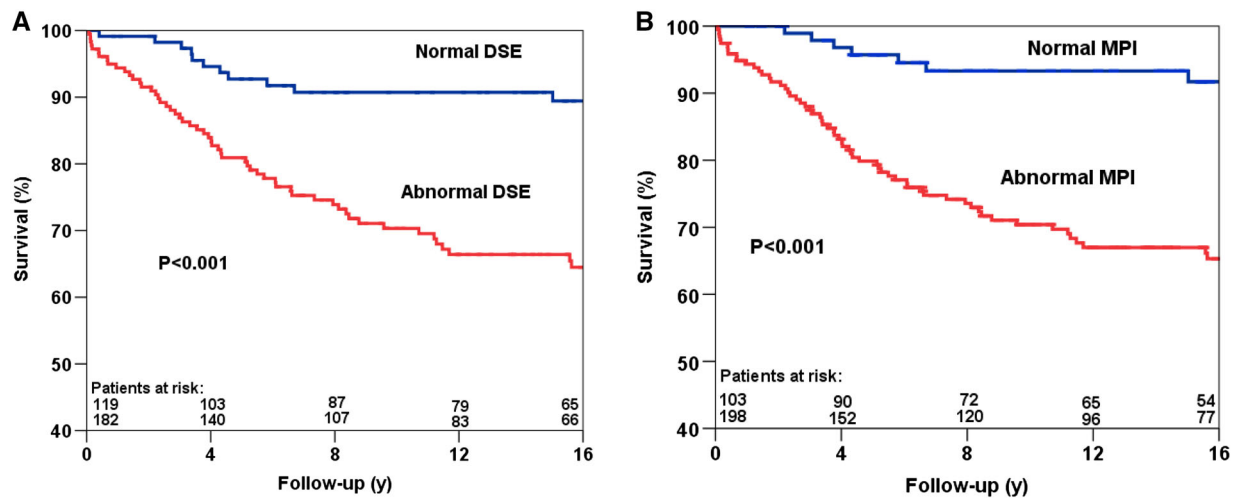 A
Survival (%)
100
90
80
70
60
50
40
Normal DSE
Abnormal DSE
P<0.001
Patients at risk:
119 103 87 79 65
182 140 107 83 66
0 4 8 12 16
Follow-up (y)
B
Survival (%)
100
90
80
70
60
50
40
Normal MPI
Abnormal MPI
P<0.001
Patients at risk:
103 90 72 65 54
198 152 120 96 77
0 4 8 12 16
Follow-up (y)